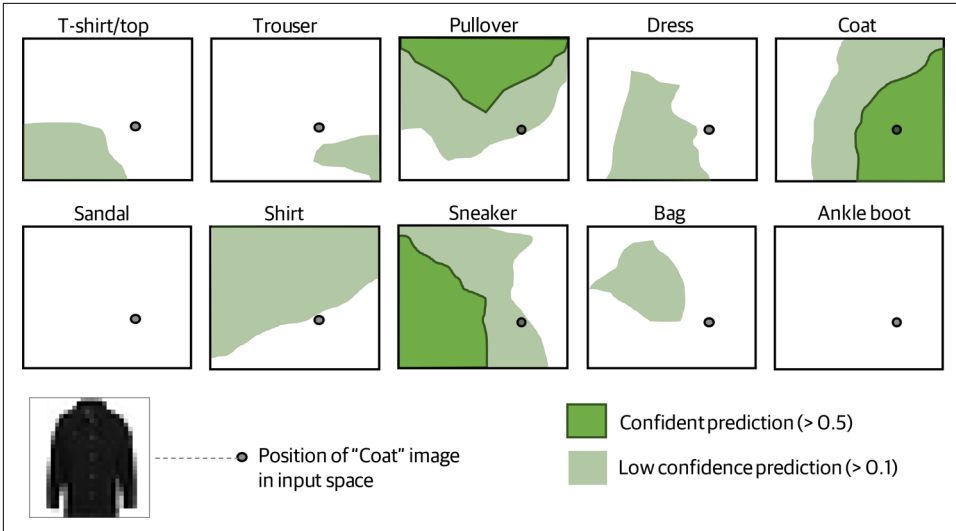 T-shirt/top
Trouser
Pullover
Dress
Coat
Sandal
Shirt
Sneaker
Bag
Ankle boot
Position of "Coat" image
in input space
Confident prediction (> 0.5)
Low confidence prediction (> 0.1)